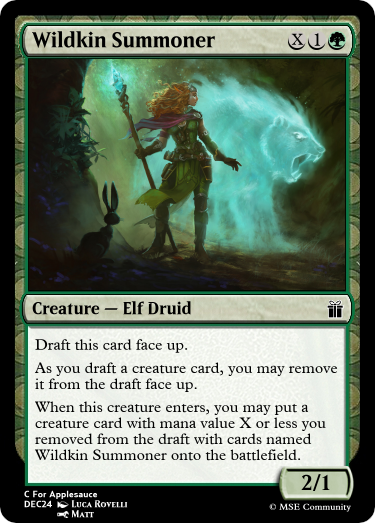 Wildkin Summoner X1
Creature — Elf Druid
Draft this card face up.
As you draft a creature card, you may remove
it from the draft face up.
When this creature enters, you may put a
creature card with mana value X or less you
removed from the draft with cards named
Wildkin Summoner onto the battlefield.
2/1
C For Applesauce
DEC24 Luca Rovelli
Matt
© MSE Community